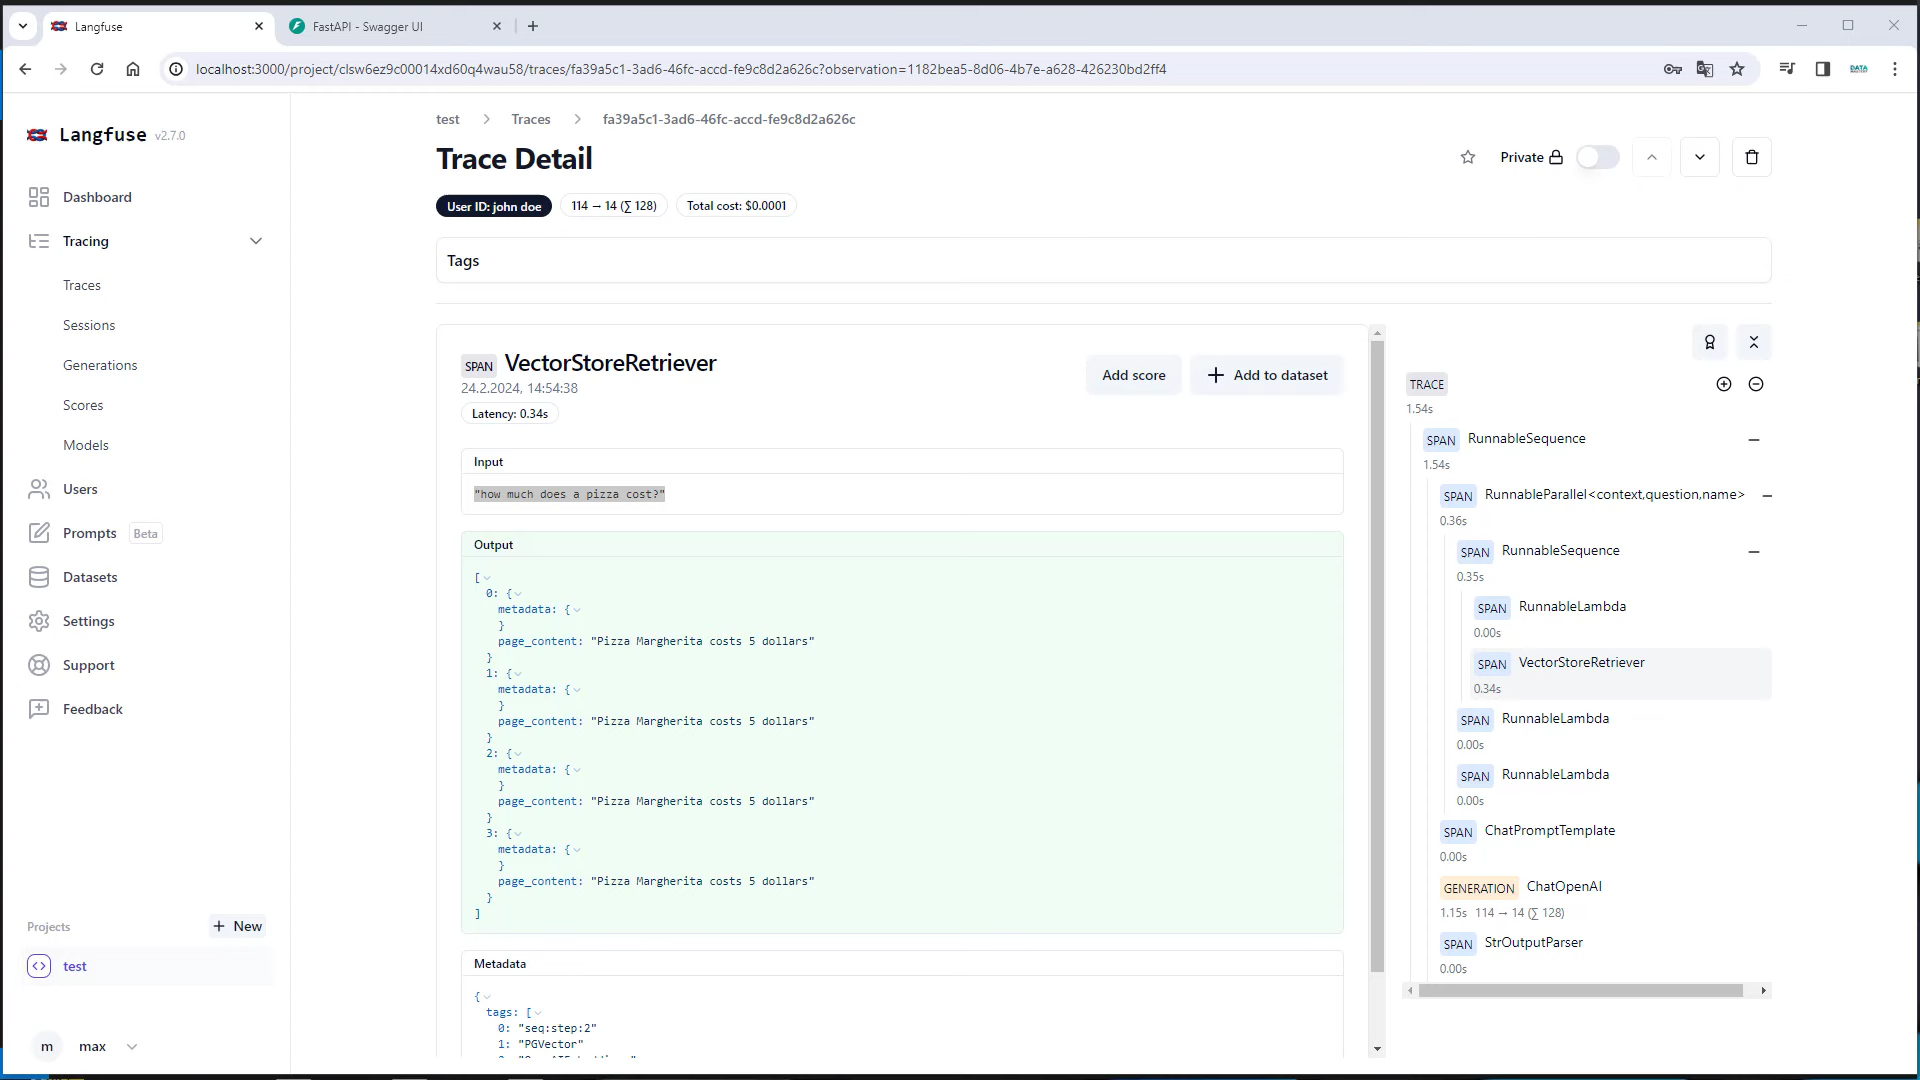 Langfuse
FastAPI - Swagger UI
localhost:3000/project/clsw6ez9c00014xd60q4wau58/traces/fa39a5c1-3ad6-46fc-accd-fe9c8d2a626c?observation=1182bea5-8d06-4b7e-a628-426230bd2ff4
DATA
Langfuse v2.7.0
Dashboard
Tracing
Traces
Sessions
Generations
Scores
Models
Users
Prompts Beta
Datasets
Settings
Support
Feedback
Projects
+ New
test
m max
test > Traces > fa39a5c1-3ad6-46fc-accd-fe9c8d2a626c
Trace Detail
Private
User ID: john doe
114 → 14 (∑ 128)
Total cost: $0.0001
Tags
SPAN VectorStoreRetriever
24.2.2024, 14:54:38
Latency: 0.34s
Add score
+ Add to dataset
Input
"how much does a pizza cost?"
Output
[
0: {
metadata: {
}
page_content: "Pizza Margherita costs 5 dollars"
}
1: {
metadata: {
}
page_content: "Pizza Margherita costs 5 dollars"
}
2: {
metadata: {
}
page_content: "Pizza Margherita costs 5 dollars"
}
3: {
metadata: {
}
page_content: "Pizza Margherita costs 5 dollars"
}
]
Metadata
{
tags: [
0: "seq:step:2"
1: "PGVector"
TRACE
1.54s
SPAN RunnableSequence
1.54s
SPAN RunnableParallel<context,question,name>
0.36s
SPAN RunnableSequence
0.35s
SPAN RunnableLambda
0.00s
SPAN VectorStoreRetriever
0.34s
SPAN RunnableLambda
0.00s
SPAN RunnableLambda
0.00s
SPAN ChatPromptTemplate
0.00s
GENERATION ChatOpenAI
1.15s 114 → 14 (∑ 128)
SPAN StrOutputParser
0.00s